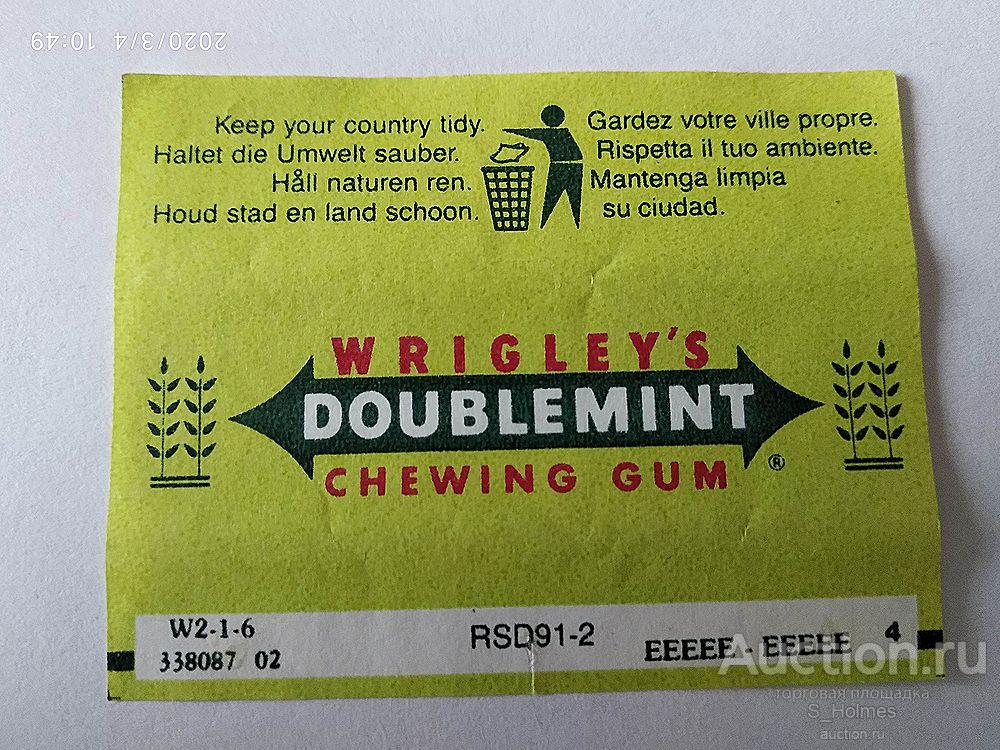 2020/3/4 10:49
Keep your country tidy.
Haltet die Umwelt sauber.
Håll naturen ren.
Houd stad en land schoon.
Gardez votre ville propre.
Rispetta il tuo ambiente.
Mantenga limpia
su ciudad.
WRIGLEY'S
DOUBLEMINT
CHEWING GUM ®
W2-1-6
338087 02
RSD91-2
EEEEE - EEEEE 4
Auction.ru
торговая площадка
S_Holmes
auction.ru